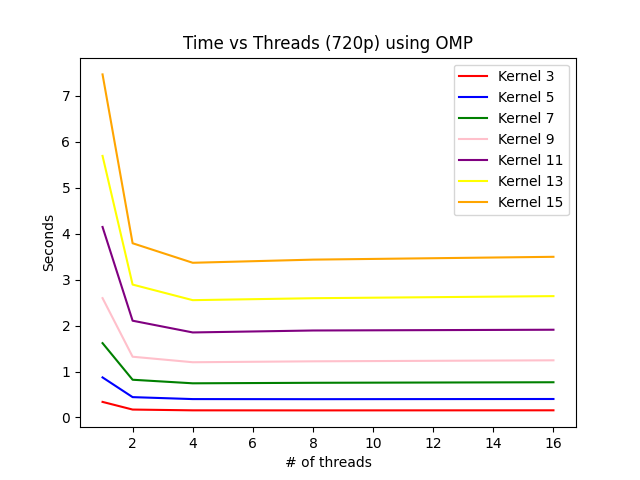 Time vs Threads (720p) using OMP
Kernel 3
Kernel 5
Kernel 7
Kernel 9
Kernel 11
Kernel 13
Kernel 15
Seconds
7
6
5
4
3
2
1
0
2 4 6 8 10 12 14 16
# of threads